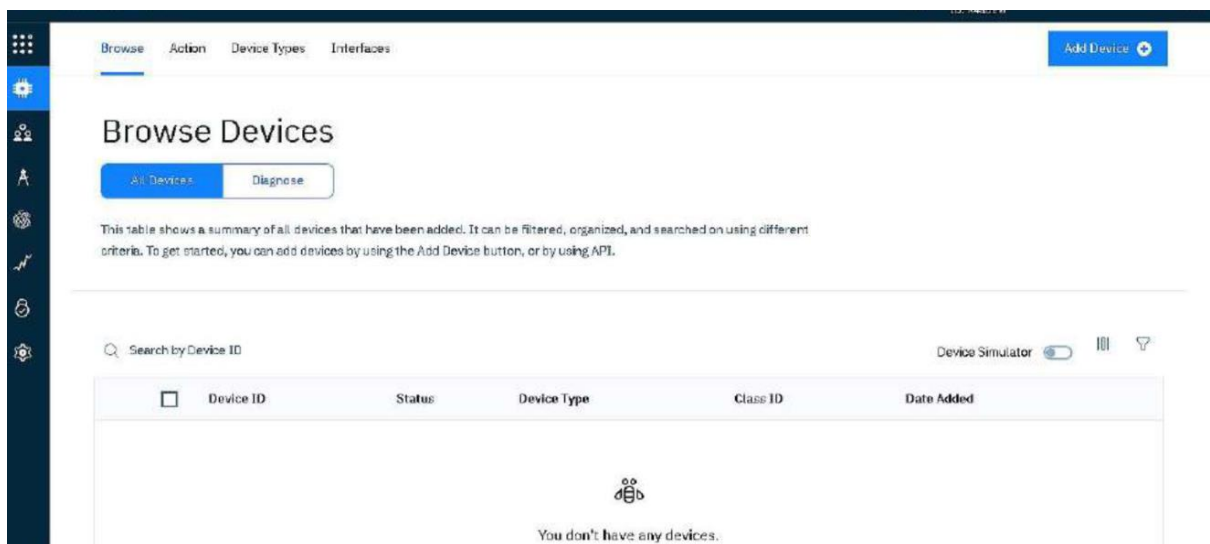 Browse Action Device Types Interfaces
Add Device
Browse Devices
All Devices Diagnose
This table shows a summary of all devices that have been added. It can be filtered, organized, and searched on using different
criteria. To get started, you can add devices by using the Add Device button, or by using API.
Search by Device ID
Device Simulator
Device ID Status Device Type Class ID Date Added
You don't have any devices.